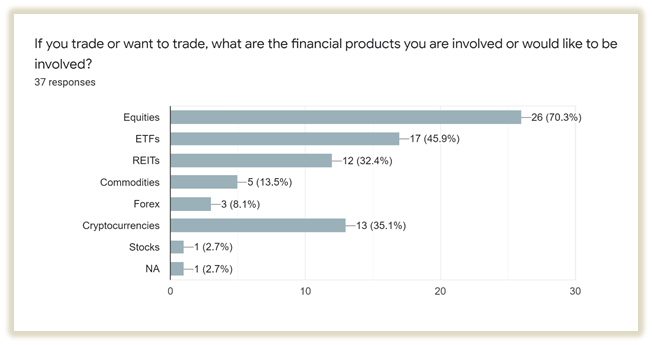 If you trade or want to trade, what are the financial products you are involved or would like to be
involved?
37 responses
Equities 26 (70.3%)
ETFs 17 (45.9%)
REITs 12 (32.4%)
Commodities 5 (13.5%)
Forex 3 (8.1%)
Cryptocurrencies 13 (35.1%)
Stocks 1 (2.7%)
NA 1 (2.7%)
0 10 20 30